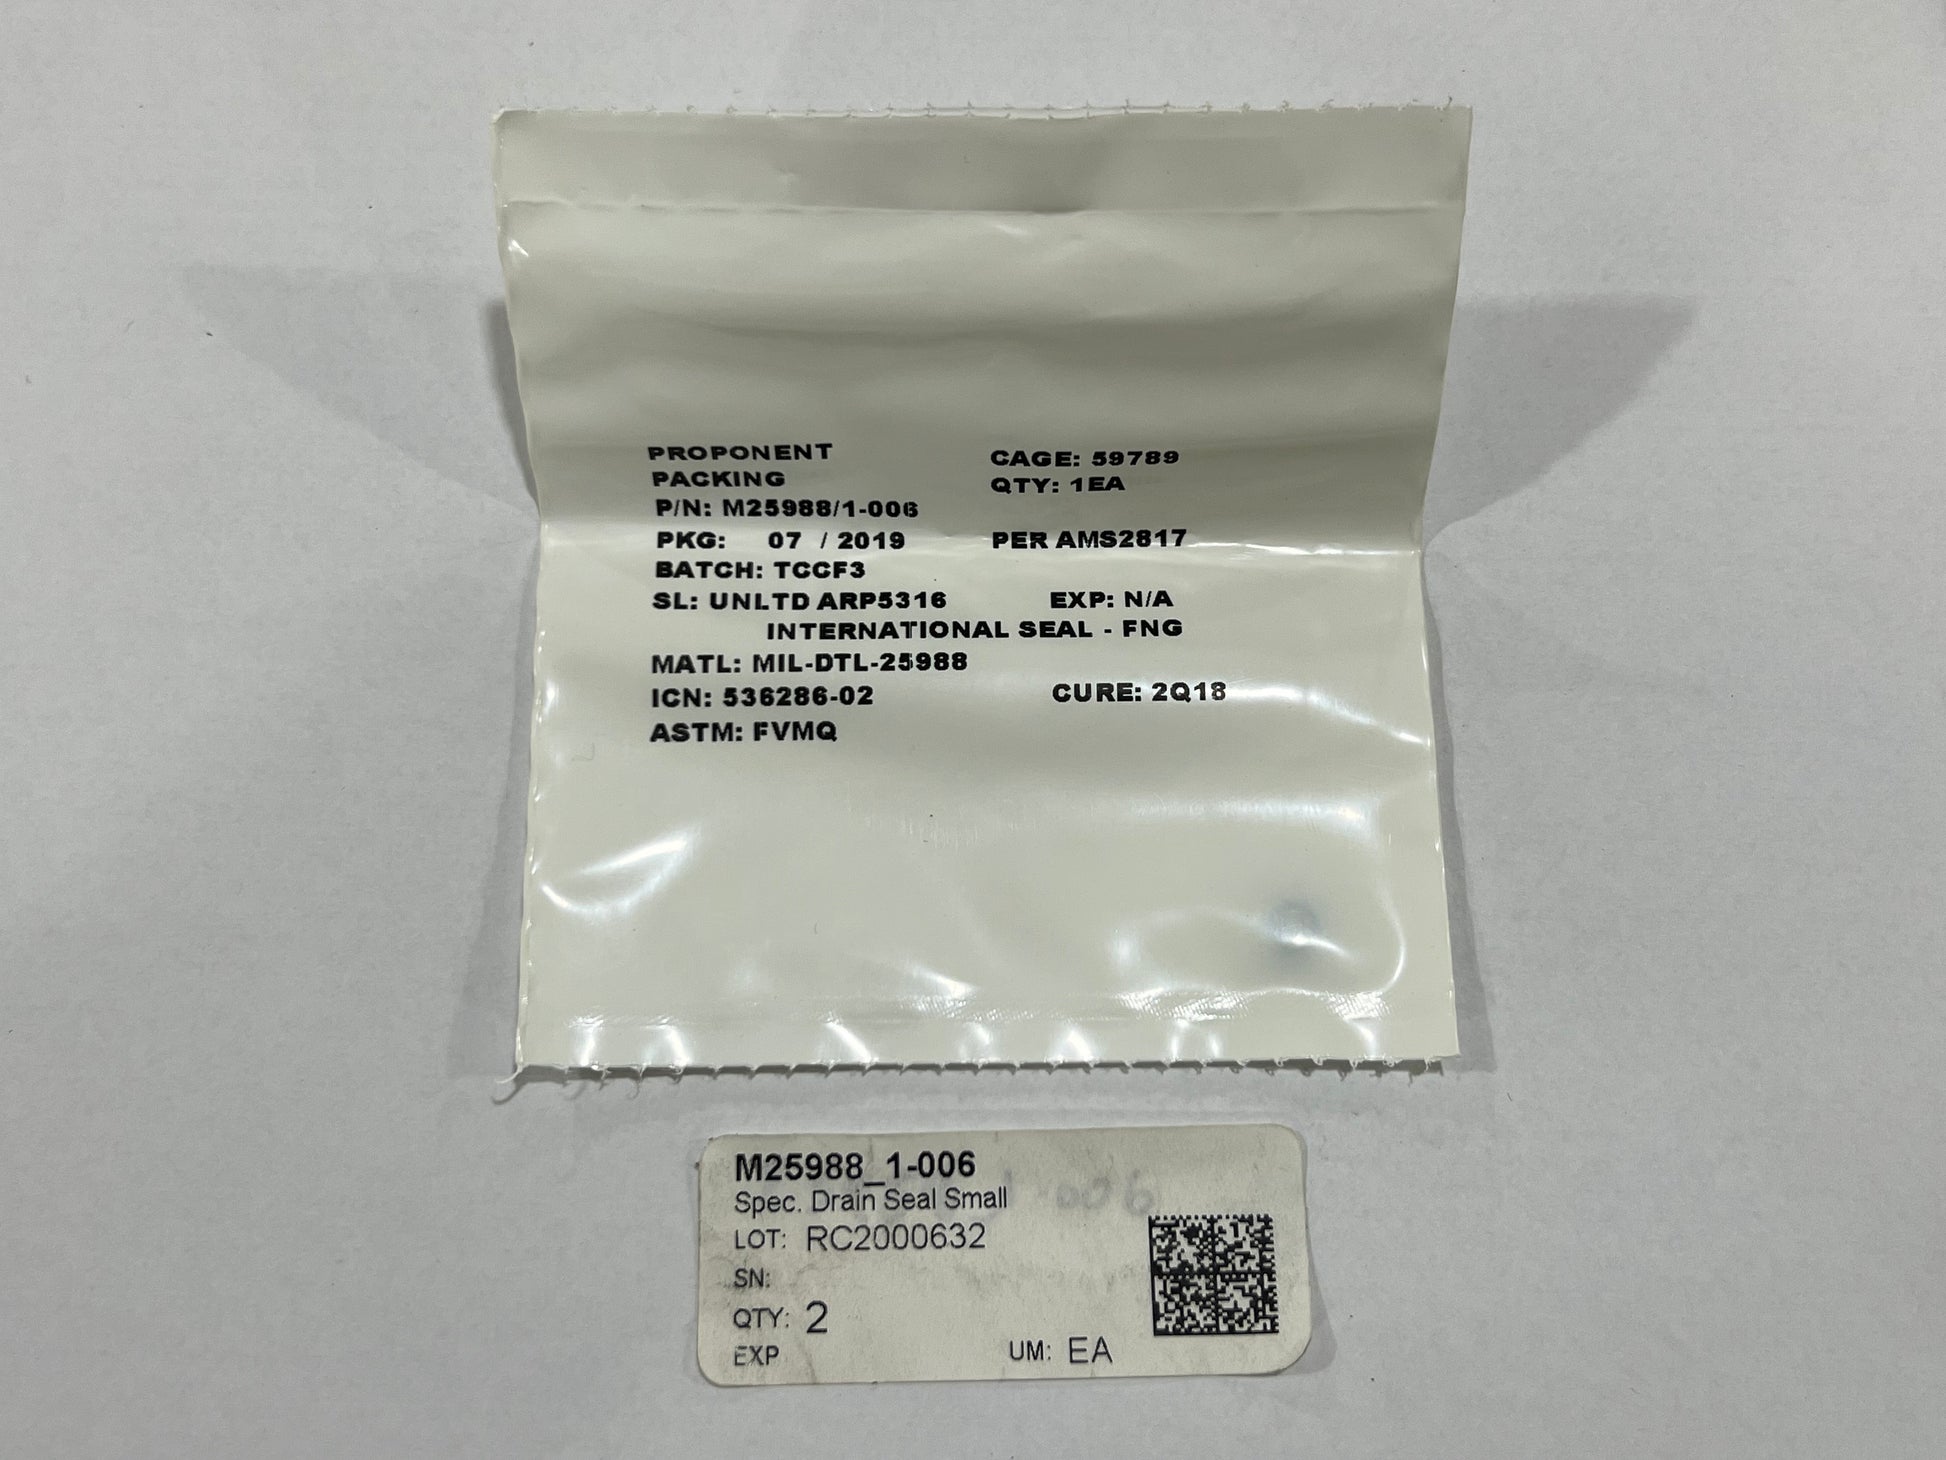 PROPONENT
PACKING CAGE: 59789
P/N: M25988/1-006 QTY: 1EA
PKG: 07 / 2019 PER AMS2817
BATCH: TCCF3
SL: UNLTD ARP5316 EXP: N/A
INTERNATIONAL SEAL - FNG
MATL: MIL-DTL-25988
ICN: 536286-02 CURE: 2Q18
ASTM: FVMQ
M25988_1-006
Spec. Drain Seal Small
LOT: RC2000632
SN:
QTY: 2
EXP UM: EA